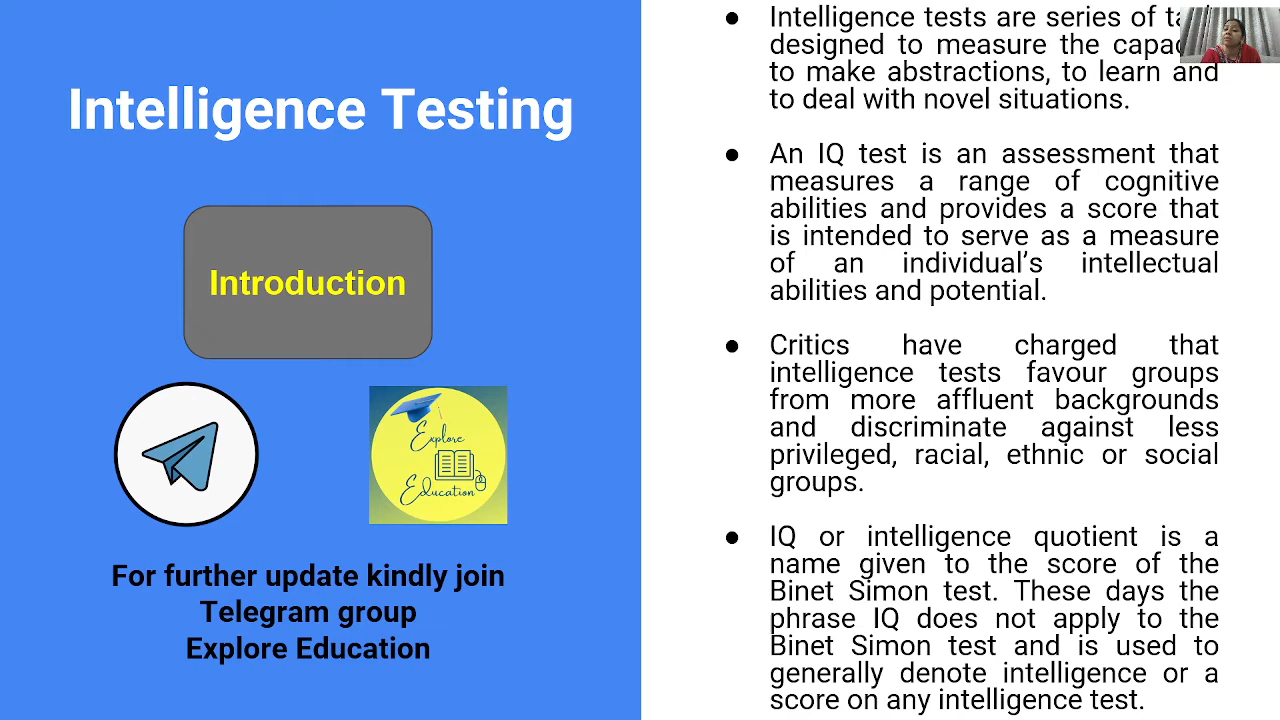 Intelligence Testing
Introduction
Explore
Education
For further update kindly join
Telegram group
Explore Education
● Intelligence tests are series of
designed to measure the
to make abstractions, to learn and
to deal with novel situations.
● An IQ test is an assessment that
measures a range of cognitive
abilities and provides a score that
is intended to serve as a measure
of an individual’s intellectual
abilities and potential.
● Critics have charged that
intelligence tests favour groups
from more affluent backgrounds
and discriminate against less
privileged, racial, ethnic or social
groups.
● IQ or intelligence quotient is a
name given to the score of the
Binet Simon test. These days the
phrase IQ does not apply to the
Binet Simon test and is used to
generally denote intelligence or a
score on any intelligence test.